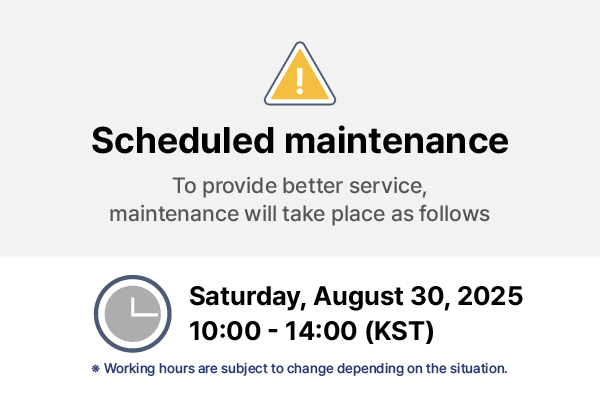 Scheduled maintenance
To provide better service,
maintenance will take place as follows
Saturday, August 30, 2025
10:00 - 14:00 (KST)
※ Working hours are subject to change depending on the situation.